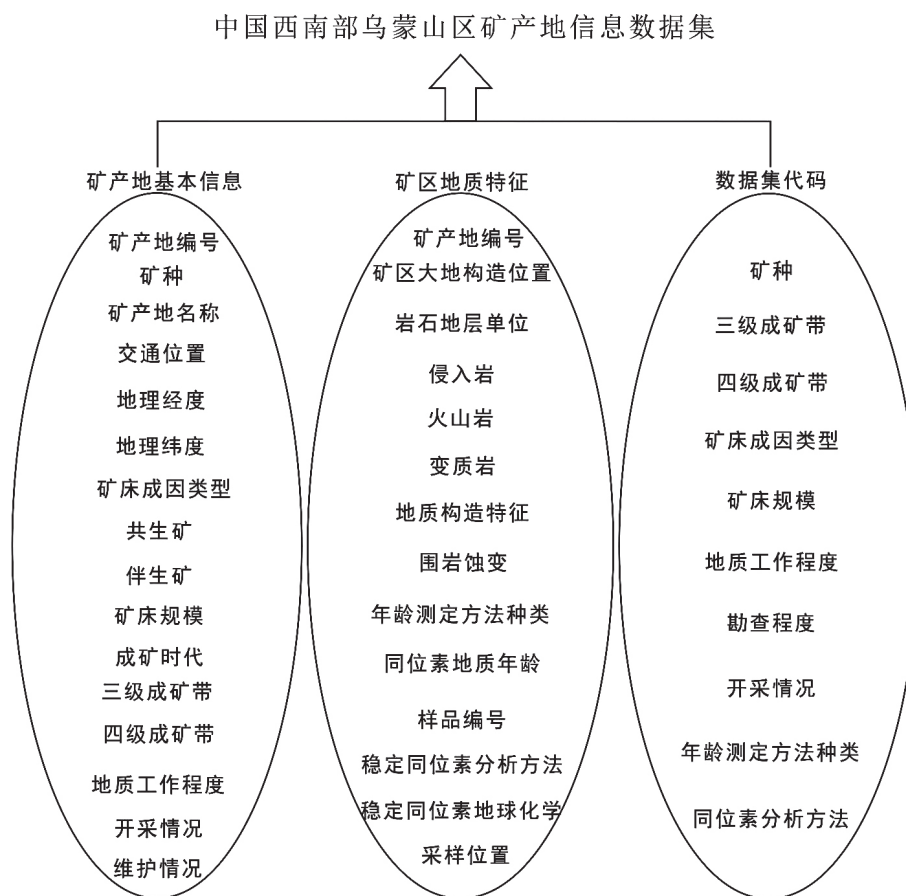 中国西南部乌蒙山区矿产地信息数据集
矿产地基本信息
矿产地编号
矿种
矿产地名称
交通位置
地理经度
地理纬度
矿床成因类型
共生矿
伴生矿
矿床规模
成矿时代
三级成矿带
四级成矿带
地质工作程度
开采情况
维护情况
矿区地质特征
矿产地编号
矿区大地构造位置
岩石地层单位
侵入岩
火山岩
变质岩
地质构造特征
围岩蚀变
年龄测定方法种类
同位素地质年龄
样品编号
稳定同位素分析方法
稳定同位素地球化学
采样位置
数据集代码
矿种
三级成矿带
四级成矿带
矿床成因类型
矿床规模
地质工作程度
勘查程度
开采情况
年龄测定方法种类
同位素分析方法